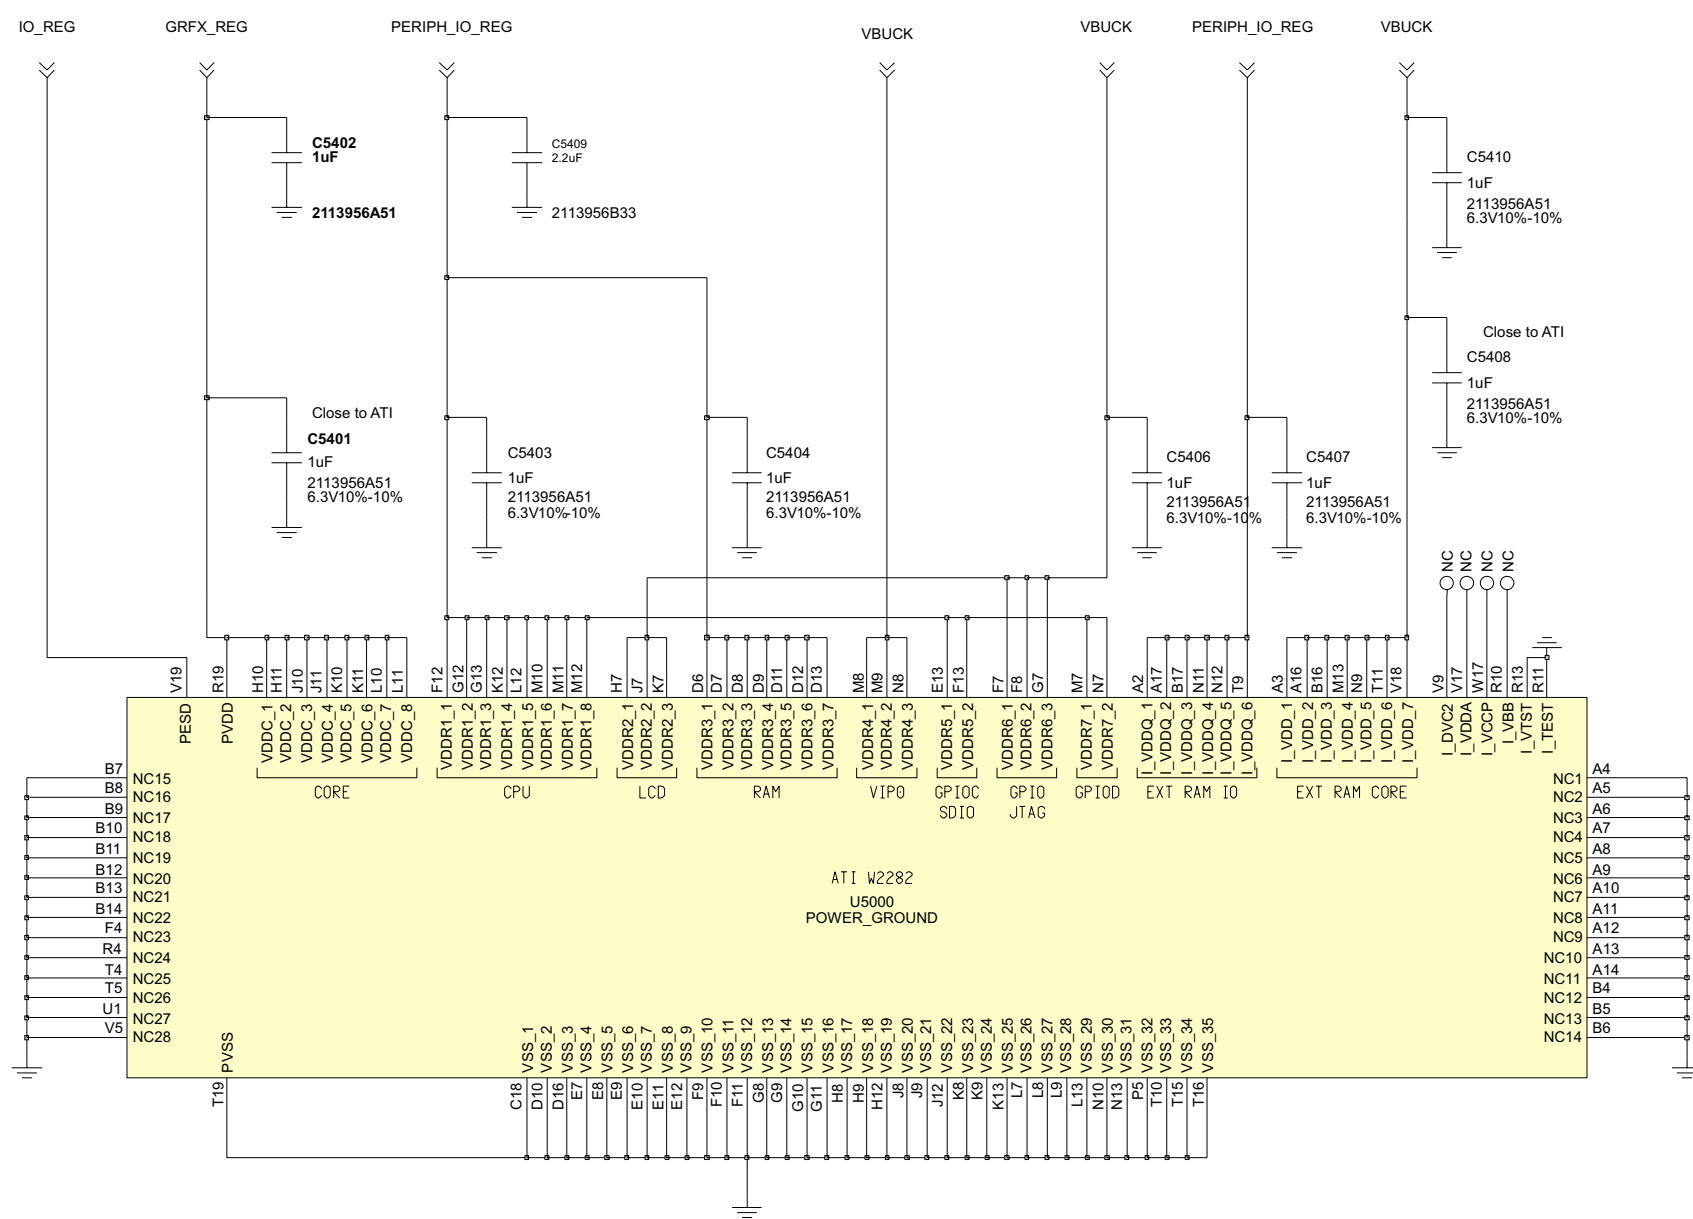 IO_REG
GRFX_REG
PERIPH_IO_REG
VBUCK
VBUCK
PERIPH_IO_REG
VBUCK
C5402
1uF
2113956A51
C5409
2.2uF
2113956B33
C5410
1uF
2113956A51
6.3V10%-10%
Close to ATI
C5408
1uF
2113956A51
6.3V10%-10%
Close to ATI
C5401
1uF
2113956A51
6.3V10%-10%
C5403
1uF
2113956A51
6.3V10%-10%
C5404
1uF
2113956A51
6.3V10%-10%
C5406
1uF
2113956A51
6.3V10%-10%
C5407
1uF
2113956A51
6.3V10%-10%
NC
NC
NC
NC
V19
R19
H10
H11
J10
J11
K10
K11
L10
L11
F12
G12
G13
K12
L12
M10
M11
M12
H7
J7
K7
D6
D7
D8
D9
D11
D12
D13
M8
M9
N8
E13
F13
F7
F8
G7
M7
N7
A2
A17
B17
N11
N12
T9
A3
A16
B16
M13
N9
T11
V18
V9
V17
W17
R10
R13
R11
PESD
PVDD
VDDC_1
VDDC_2
VDDC_3
VDDC_4
VDDC_5
VDDC_6
VDDC_7
VDDC_8
VDDR1_1
VDDR1_2
VDDR1_3
VDDR1_4
VDDR1_5
VDDR1_6
VDDR1_7
VDDR1_8
VDDR2_1
VDDR2_2
VDDR2_3
VDDR3_1
VDDR3_2
VDDR3_3
VDDR3_4
VDDR3_5
VDDR3_6
VDDR3_7
VDDR4_1
VDDR4_2
VDDR4_3
VDDR5_1
VDDR5_2
VDDR6_1
VDDR6_2
VDDR6_3
VDDR7_1
VDDR7_2
I_VDDQ_1
I_VDDQ_2
I_VDDQ_3
I_VDDQ_4
I_VDDQ_5
I_VDDQ_6
I_VDD_1
I_VDD_2
I_VDD_3
I_VDD_4
I_VDD_5
I_VDD_6
I_VDD_7
I_DVC2
I_VDDA
I_VCCP
I_VBB
I_VTST
I_TEST
CORE
CPU
LCD
RAM
VIP0
GPIOC
SDIO
GPIO
JTAG
GPIOD
EXT RAM IO
EXT RAM CORE
B7 NC15
B8 NC16
B9 NC17
B10 NC18
B11 NC19
B12 NC20
B13 NC21
B14 NC22
F4 NC23
R4 NC24
T4 NC25
T5 NC26
U1 NC27
V5 NC28
NC1 A4
NC2 A5
NC3 A6
NC4 A7
NC5 A8
NC6 A9
NC7 A10
NC8 A11
NC9 A12
NC10 A13
NC11 A14
NC12 B4
NC13 B5
NC14 B6
ATI W2282
U5000
POWER_GROUND
PVSS
VSS_1
VSS_2
VSS_3
VSS_4
VSS_5
VSS_6
VSS_7
VSS_8
VSS_9
VSS_10
VSS_11
VSS_12
VSS_13
VSS_14
VSS_15
VSS_16
VSS_17
VSS_18
VSS_19
VSS_20
VSS_21
VSS_22
VSS_23
VSS_24
VSS_25
VSS_26
VSS_27
VSS_28
VSS_29
VSS_30
VSS_31
VSS_32
VSS_33
VSS_34
VSS_35
T19
C18
D10
D16
E7
E8
E9
E10
E11
E12
F9
F10
F11
G8
G9
G10
G11
H8
H9
H12
J8
J9
J12
K8
K9
K13
L7
L8
L9
L13
N10
N13
P5
T10
T15
T16